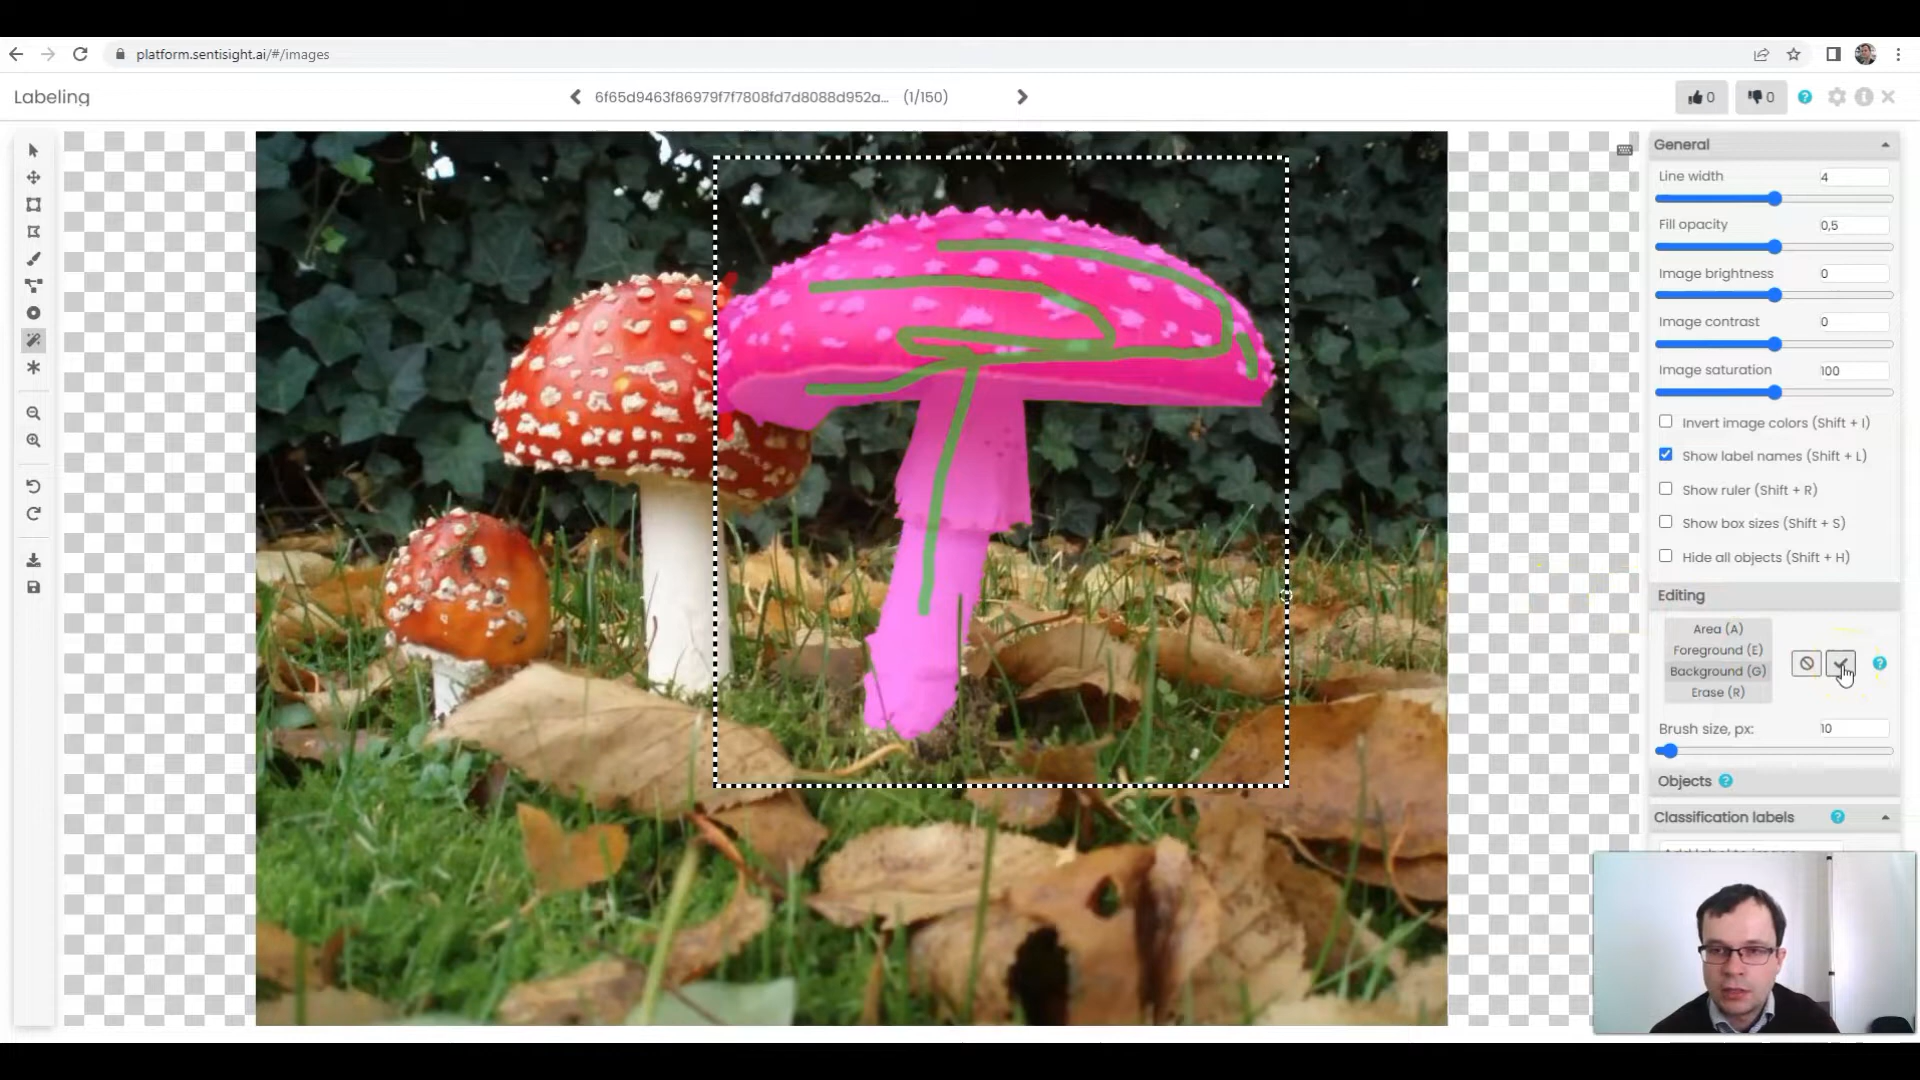 platform.sentisight.ai/#/images
Labeling
6f65d9463f86979f7f7808fd7d8088d952a... (1/150)
0
0
?
General
Line width
4
Fill opacity
0,5
Image brightness
0
Image contrast
0
Image saturation
100
Invert image colors (Shift + I)
Show label names (Shift + L)
Show ruler (Shift + R)
Show box sizes (Shift + S)
Hide all objects (Shift + H)
Editing
Area (A)
Foreground (E)
Background (G)
Erase (R)
?
Brush size, px:
10
Objects ?
Classification labels ?